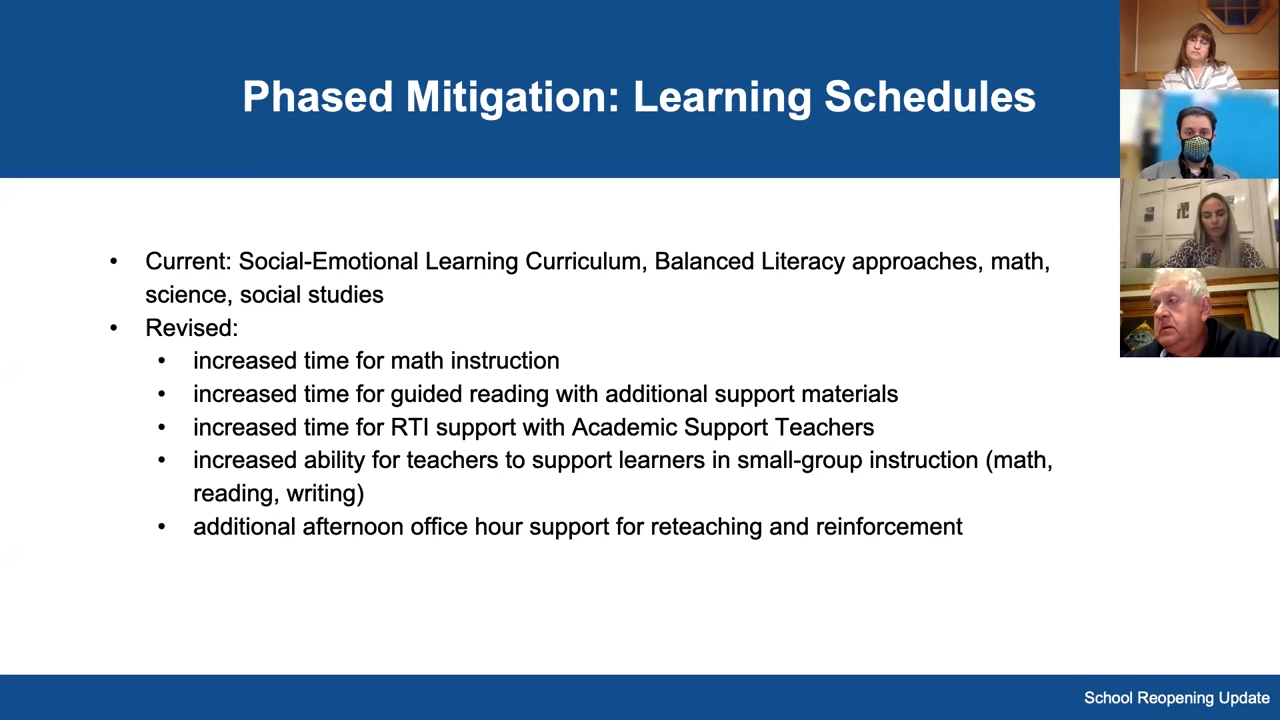 Phased Mitigation: Learning Schedules
• Current: Social-Emotional Learning Curriculum, Balanced Literacy approaches, math,
science, social studies
• Revised:
• increased time for math instruction
• increased time for guided reading with additional support materials
• increased time for RTI support with Academic Support Teachers
• increased ability for teachers to support learners in small-group instruction (math,
reading, writing)
• additional afternoon office hour support for reteaching and reinforcement
School Reopening Update